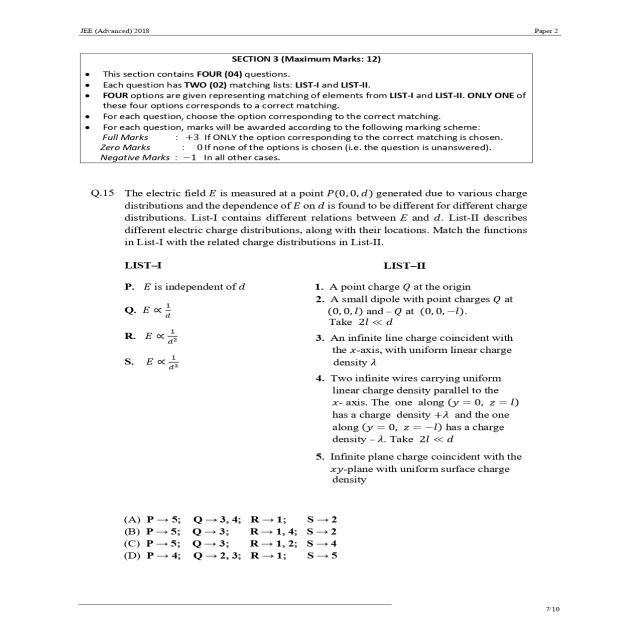 JEE (Advanced) 2018 Paper 2
SECTION 3 (Maximum Marks: 12)
• This section contains FOUR (04) questions.
• Each question has TWO (02) matching lists: LIST-I and LIST-II.
• FOUR options are given representing matching of elements from LIST-I and LIST-II. ONLY ONE of
these four options corresponds to a correct matching.
• For each question, choose the option corresponding to the correct matching.
• For each question, marks will be awarded according to the following marking scheme:
Full Marks : +3 If ONLY the option corresponding to the correct matching is chosen.
Zero Marks : 0 If none of the options is chosen (i.e. the question is unanswered).
Negative Marks : −1 In all other cases.
Q.15 The electric field E is measured at a point P(0, 0, d) generated due to various charge
distributions and the dependence of E on d is found to be different for different charge
distributions. List-I contains different relations between E and d. List-II describes
different electric charge distributions, along with their locations. Match the functions
in List-I with the related charge distributions in List-II.
LIST–I
P. E is independent of d
Q. E ∝ 1/d
R. E ∝ 1/d²
S. E ∝ 1/d³
LIST–II
1. A point charge Q at the origin
2. A small dipole with point charges Q at
(0, 0, l) and – Q at (0, 0, −l).
Take 2l ≪ d
3. An infinite line charge coincident with
the x-axis, with uniform linear charge
density λ
4. Two infinite wires carrying uniform
linear charge density parallel to the
x- axis. The one along (y = 0, z = l)
has a charge density +λ and the one
along (y = 0, z = −l) has a charge
density – λ. Take 2l ≪ d
5. Infinite plane charge coincident with the
xy-plane with uniform surface charge
density
(A) P → 5; Q → 3, 4; R → 1; S → 2
(B) P → 5; Q → 3; R → 1, 4; S → 2
(C) P → 5; Q → 3; R → 1, 2; S → 4
(D) P → 4; Q → 2, 3; R → 1; S → 5
7/10